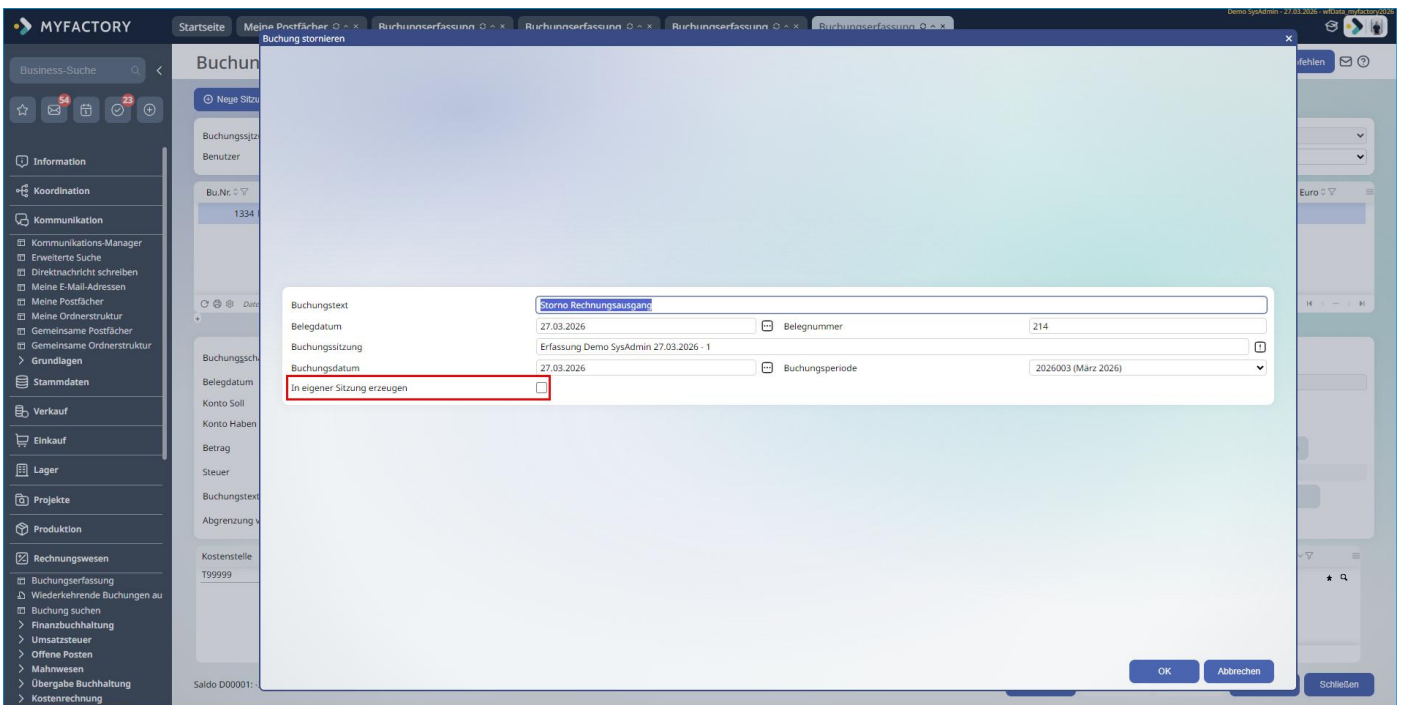 Demo SysAdmin - 27.03.2026 - wfData_myfactory2026
MYFACTORY
Startseite Meine Postfächer Buchungserfassung Buchungserfassung Buchungserfassung Buchungserfassung
Buchung stornieren
Business-Suche
Buchun
fehlen
54 23
Neue Sitzu
Buchungssitz
Benutzer
Information
Koordination
Bu.Nr. Euro
1334
Kommunikation
Kommunikations-Manager
Erweiterte Suche
Direktnachricht schreiben
Meine E-Mail-Adressen
Meine Postfächer
Meine Ordnerstruktur
Gemeinsame Postfächer
Gemeinsame Ordnerstruktur
Grundlagen
Stammdaten
Verkauf
Einkauf
Lager
Projekte
Produktion
Rechnungswesen
Buchungserfassung
Wiederkehrende Buchungen au
Buchung suchen
Finanzbuchhaltung
Umsatzsteuer
Offene Posten
Mahnwesen
Übergabe Buchhaltung
Kostenrechnung
Date
Buchungssch
Belegdatum
Konto Soll
Konto Haben
Betrag
Steuer
Buchungstext
Abgrenzung v
Kostenstelle
T99999
Saldo D00001:
Buchungstext Storno Rechnungsausgang
Belegdatum 27.03.2026 Belegnummer 214
Buchungssitzung Erfassung Demo SysAdmin 27.03.2026 - 1
Buchungsdatum 27.03.2026 Buchungsperiode 2026003 (März 2026)
In eigener Sitzung erzeugen
OK Abbrechen
Schließen